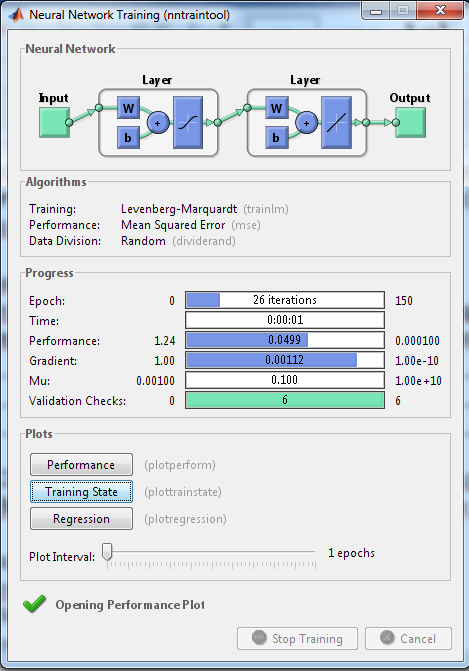 Neural Network Training (nntraintool)
Neural Network
Layer Layer
Input Output
W W
+ +
b b
Algorithms
Training: Levenberg-Marquardt (trainlm)
Performance: Mean Squared Error (mse)
Data Division: Random (dividerand)
Progress
Epoch: 0 26 iterations 150
Time: 0:00:01
Performance: 1.24 0.0499 0.000100
Gradient: 1.00 0.00112 1.00e-10
Mu: 0.00100 0.100 1.00e+10
Validation Checks: 0 6 6
Plots
Performance (plotperform)
Training State (plottrainstate)
Regression (plotregression)
Plot Interval: 1 epochs
Opening Performance Plot
Stop Training Cancel